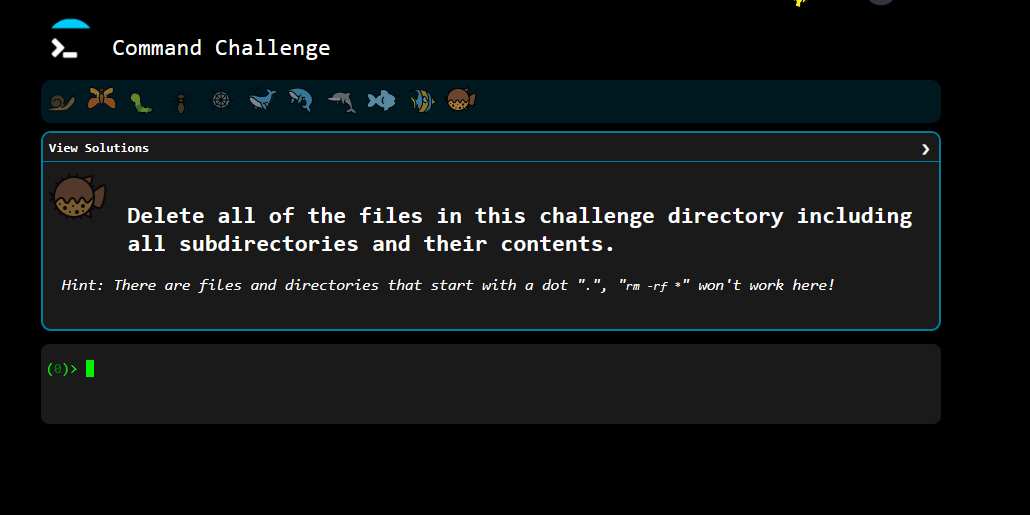 Command Challenge
View Solutions
Delete all of the files in this challenge directory including
all subdirectories and their contents.
Hint: There are files and directories that start with a dot ".", "rm -rf *" won't work here!
(0)>